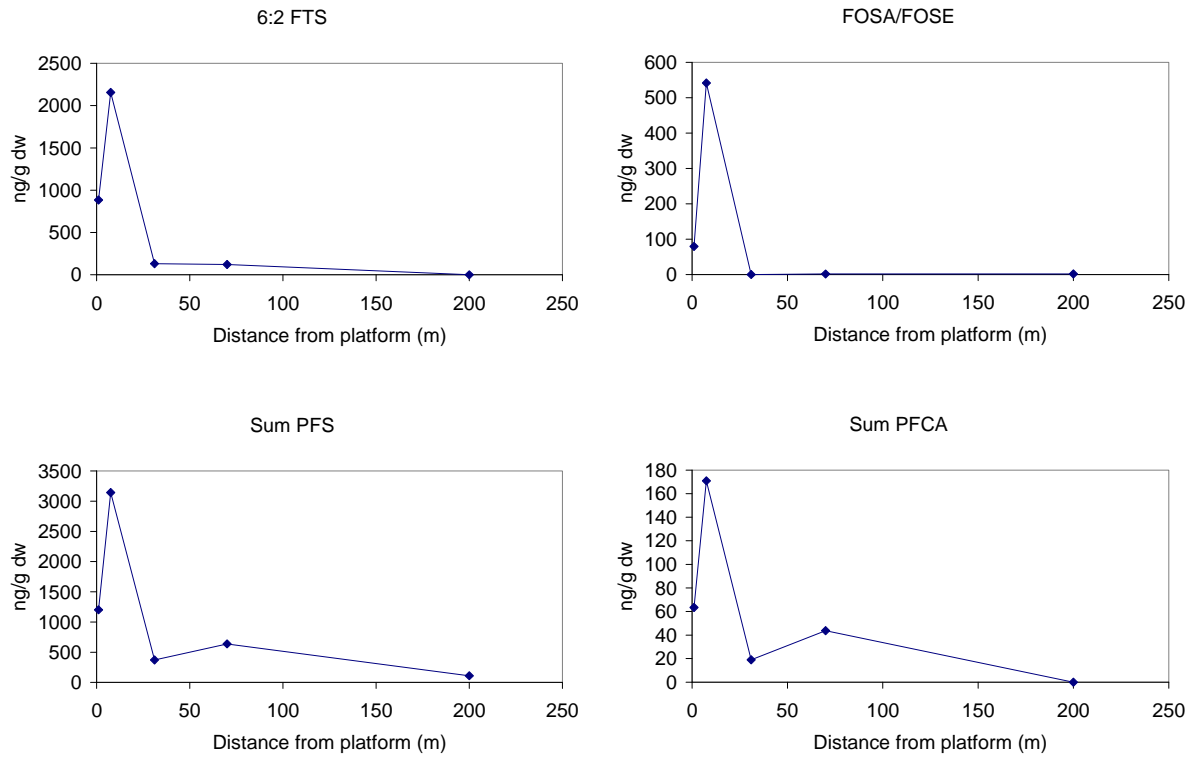 6:2 FTS
2500
2000
1500
1000
500
0
ng/g dw
0 50 100 150 200 250
Distance from platform (m)
FOSA/FOSE
600
500
400
300
200
100
0
ng/g dw
0 50 100 150 200 250
Distance from platform (m)
Sum PFS
3500
3000
2500
2000
1500
1000
500
0
ng/g dw
0 50 100 150 200 250
Distance from platform (m)
Sum PFCA
180
160
140
120
100
80
60
40
20
0
ng/g dw
0 50 100 150 200 250
Distance from platform (m)